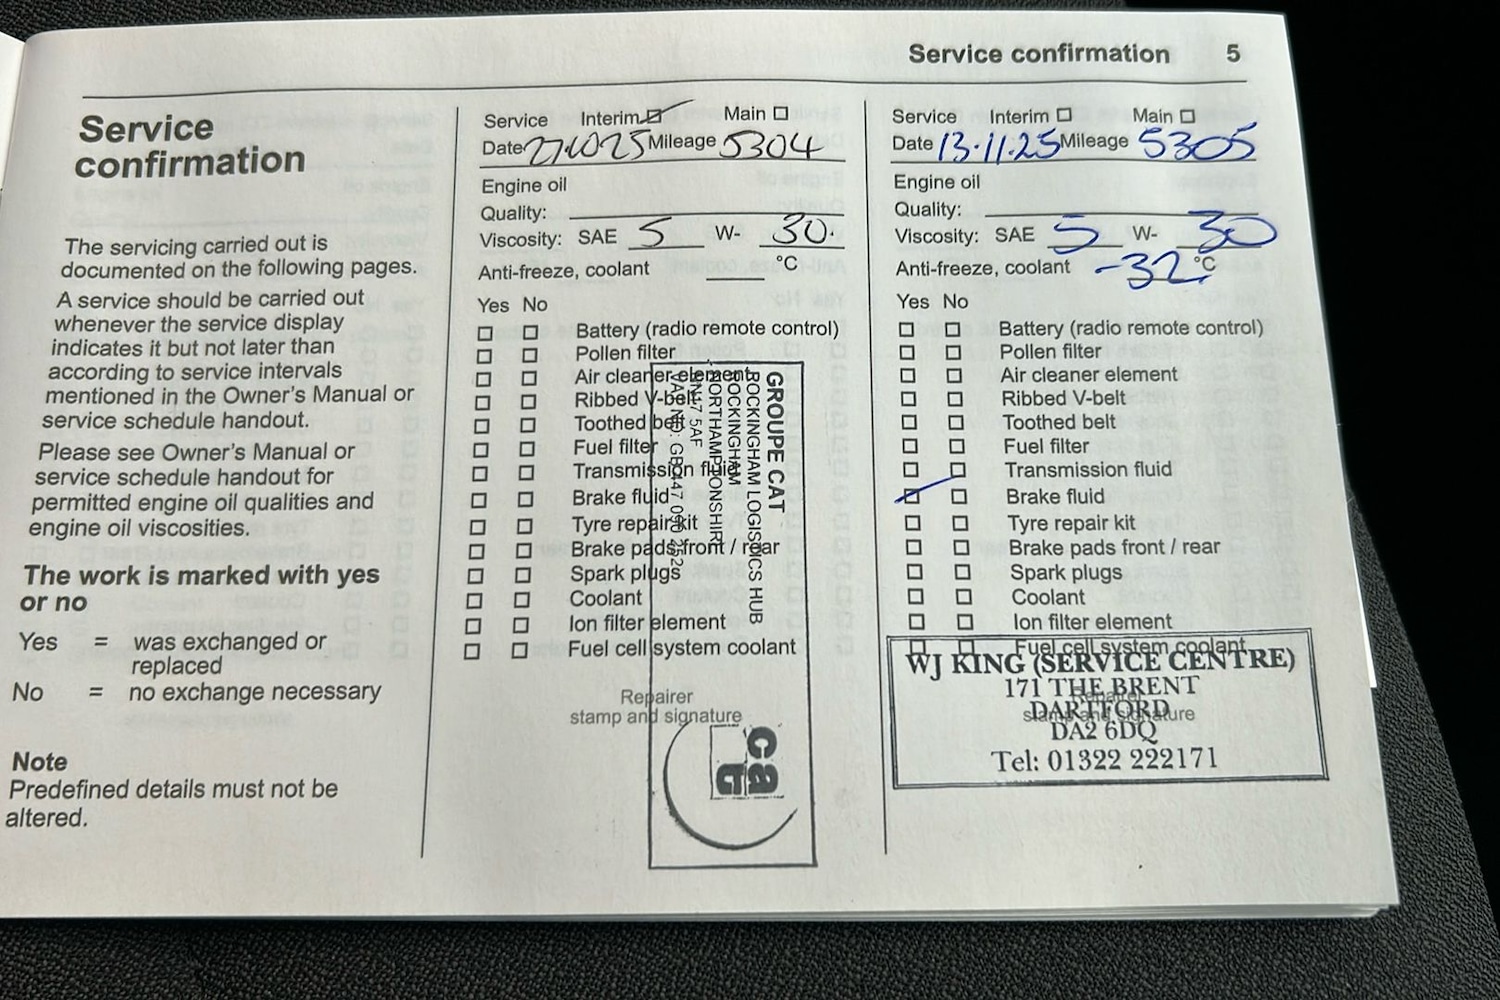 Service confirmation 5
Service
confirmation
The servicing carried out is
documented on the following pages.
A service should be carried out
whenever the service display
indicates it but not later than
according to service intervals
mentioned in the Owner's Manual or
service schedule handout.
Please see Owner's Manual or
service schedule handout for
permitted engine oil qualities and
engine oil viscosities.
The work is marked with yes
or no
Yes = was exchanged or
replaced
No = no exchange necessary
Note
Predefined details must not be
altered.
Service Interim Main
Date 27.10.25 Mileage 5304
Engine oil
Quality:
Viscosity: SAE 5 W- 30.
Anti-freeze, coolant °C
Yes No
Battery (radio remote control)
Pollen filter
Air cleaner element
Ribbed V-belt
Toothed belt
Fuel filter
Transmission fluid
Brake fluid
Tyre repair kit
Brake pads front / rear
Spark plugs
Coolant
Ion filter element
Fuel cell system coolant
Repairer
stamp and signature
GROUPE CAT
ROCKINGHAM LOGISTICS HUB
ROCKINGHAM
NORTHAMPTONSHIRE
NN17 5AF
cat
Service Interim Main
Date 13.11.25 Mileage 5305
Engine oil
Quality:
Viscosity: SAE 5 W- 30
Anti-freeze, coolant -32 °C
Yes No
Battery (radio remote control)
Pollen filter
Air cleaner element
Ribbed V-belt
Toothed belt
Fuel filter
Transmission fluid
Brake fluid
Tyre repair kit
Brake pads front / rear
Spark plugs
Coolant
Ion filter element
Fuel cell system coolant
Repairer
stamp and signature
WJ KING (SERVICE CENTRE)
171 THE BRENT
DARTFORD
DA2 6DQ
Tel: 01322 222171